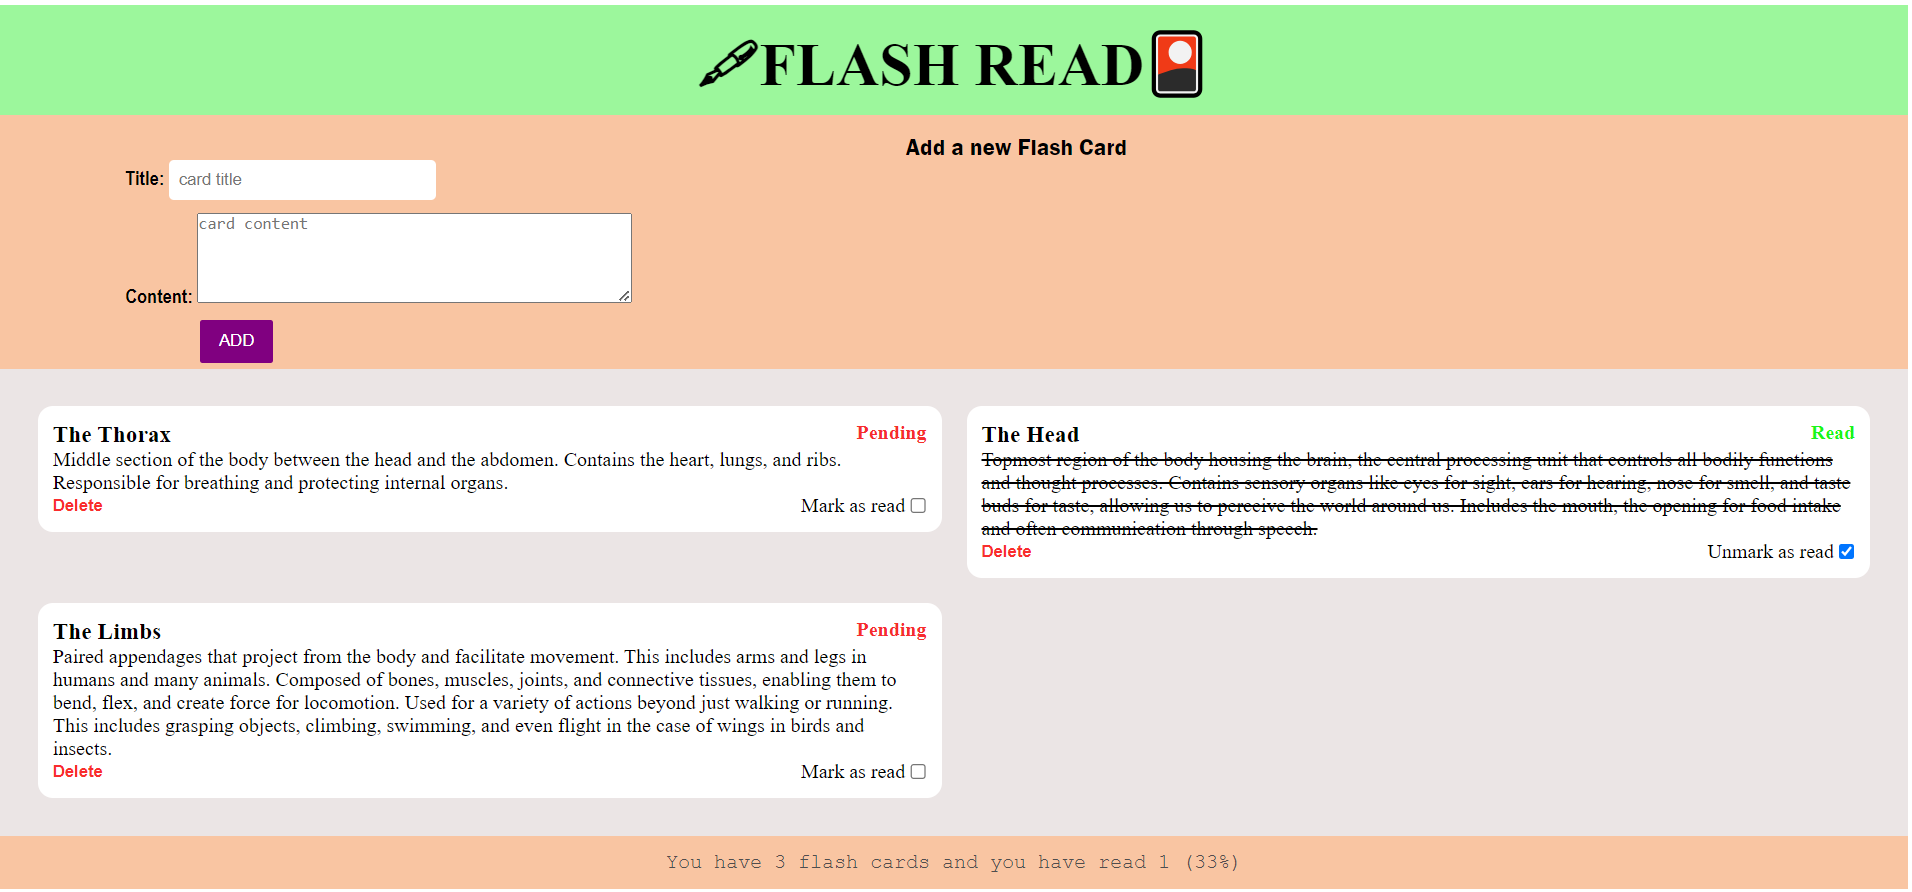 FLASH READ
Add a new Flash Card
Title: card title
card content
Content:
ADD
The Thorax
Pending
Middle section of the body between the head and the abdomen. Contains the heart, lungs, and ribs.
Responsible for breathing and protecting internal organs.
Delete
Mark as read
The Head
Read
Topmost region of the body housing the brain, the central processing unit that controls all bodily functions
and thought processes. Contains sensory organs like eyes for sight, ears for hearing, nose for smell, and taste
buds for taste, allowing us to perceive the world around us. Includes the mouth, the opening for food intake
and often communication through speech.
Delete
Unmark as read
The Limbs
Pending
Paired appendages that project from the body and facilitate movement. This includes arms and legs in
humans and many animals. Composed of bones, muscles, joints, and connective tissues, enabling them to
bend, flex, and create force for locomotion. Used for a variety of actions beyond just walking or running.
This includes grasping objects, climbing, swimming, and even flight in the case of wings in birds and
insects.
Delete
Mark as read
You have 3 flash cards and you have read 1 (33%)